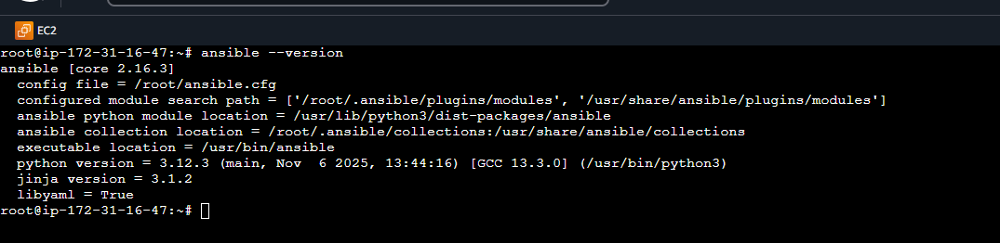 EC2
root@ip-172-31-16-47:~# ansible --version
ansible [core 2.16.3]
  config file = /root/ansible.cfg
  configured module search path = ['/root/.ansible/plugins/modules', '/usr/share/ansible/plugins/modules']
  ansible python module location = /usr/lib/python3/dist-packages/ansible
  ansible collection location = /root/.ansible/collections:/usr/share/ansible/collections
  executable location = /usr/bin/ansible
  python version = 3.12.3 (main, Nov  6 2025, 13:44:16) [GCC 13.3.0] (/usr/bin/python3)
  jinja version = 3.1.2
  libyaml = True
root@ip-172-31-16-47:~#